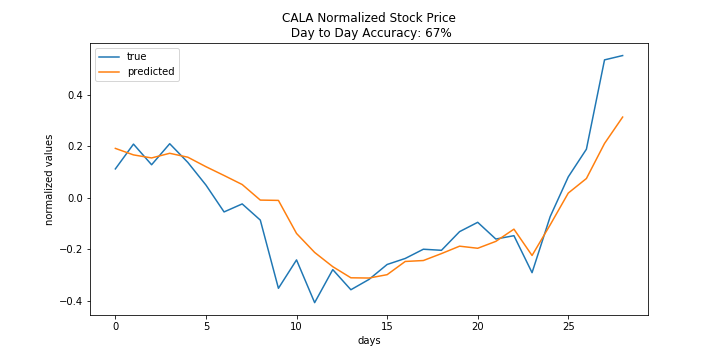 CALA Normalized Stock Price
Day to Day Accuracy: 67%
true
predicted
normalized values
0.4
0.2
0.0
−0.2
−0.4
0
5
10
15
20
25
days